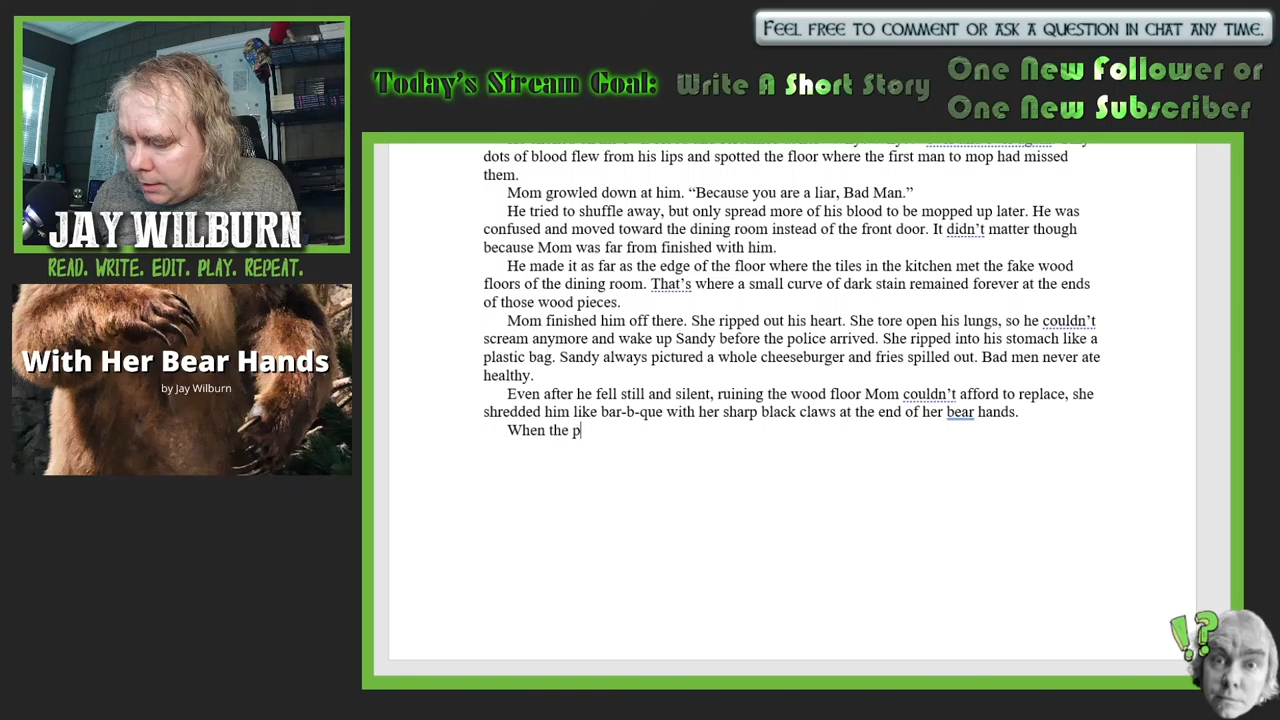 FEEL FREE TO COMMENT OR ASK A QUESTION IN CHAT ANY TIME.
Today's Stream Goal: Write A Short Story
One New Follower or
One New Subscriber
JAY WILBURN
READ. WRITE. EDIT. PLAY. REPEAT.
With Her Bear Hands
by Jay Wilburn
dots of blood flew from his lips and spotted the floor where the first man to mop had missed
them.
Mom growled down at him. “Because you are a liar, Bad Man.”
He tried to shuffle away, but only spread more of his blood to be mopped up later. He was
confused and moved toward the dining room instead of the front door. It didn’t matter though
because Mom was far from finished with him.
He made it as far as the edge of the floor where the tiles in the kitchen met the fake wood
floors of the dining room. That’s where a small curve of dark stain remained forever at the ends
of those wood pieces.
Mom finished him off there. She ripped out his heart. She tore open his lungs, so he couldn’t
scream anymore and wake up Sandy before the police arrived. She ripped into his stomach like a
plastic bag. Sandy always pictured a whole cheeseburger and fries spilled out. Bad men never ate
healthy.
Even after he fell still and silent, ruining the wood floor Mom couldn’t afford to replace, she
shredded him like bar-b-que with her sharp black claws at the end of her bear hands.
When the p
!?